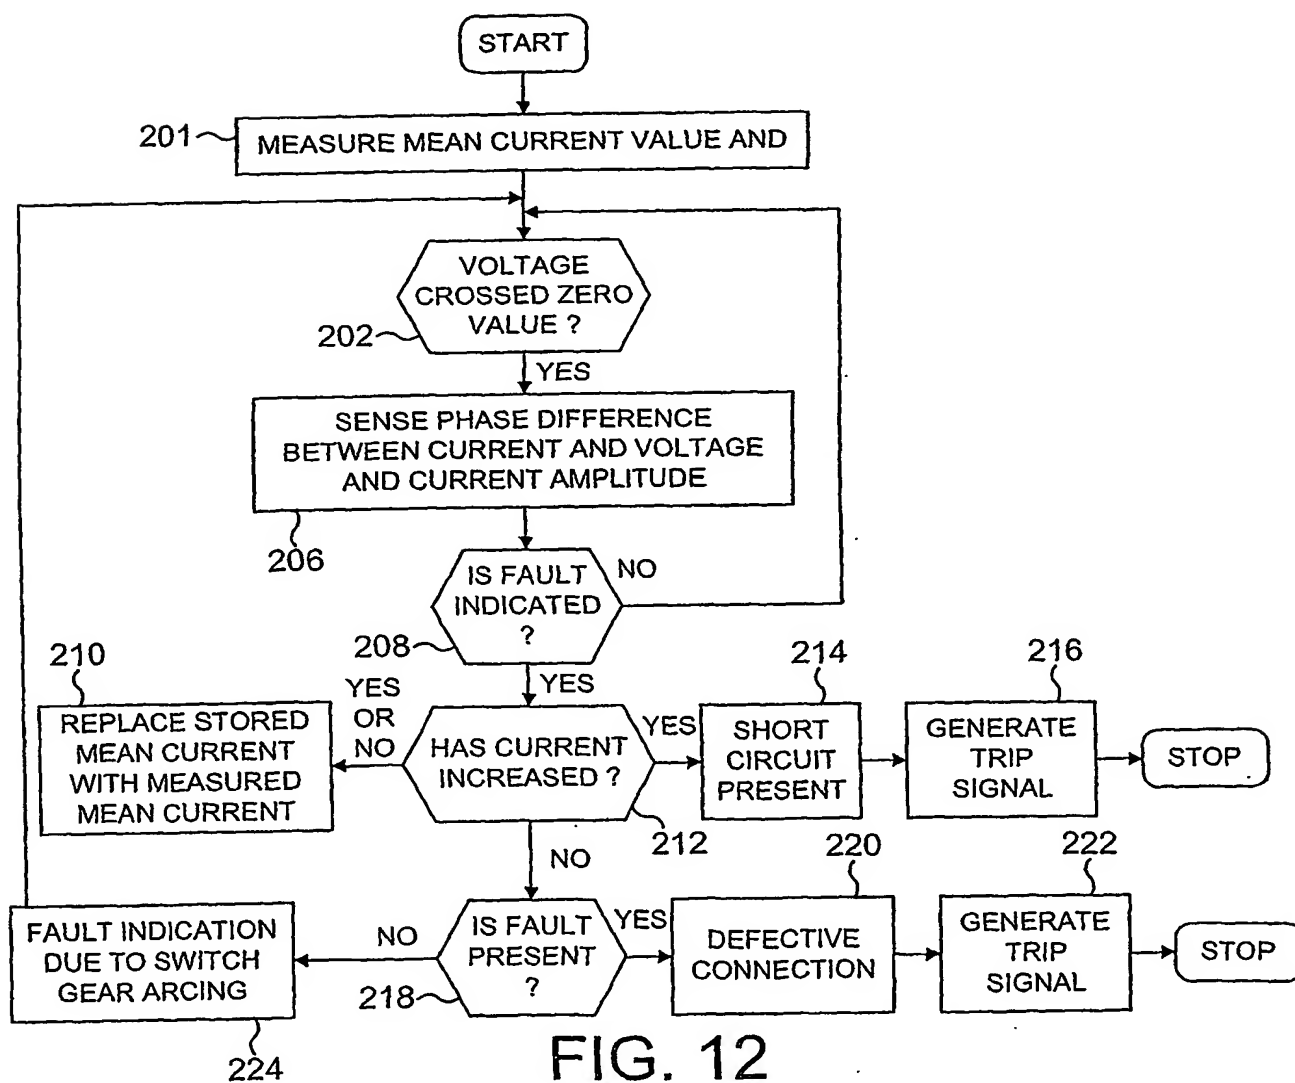 START
201
MEASURE MEAN CURRENT VALUE AND
VOLTAGE
CROSSED ZERO
VALUE ?
202
YES
SENSE PHASE DIFFERENCE
BETWEEN CURRENT AND VOLTAGE
AND CURRENT AMPLITUDE
206
IS FAULT
INDICATED
?
NO
208
YES
210
REPLACE STORED
MEAN CURRENT
WITH MEASURED
MEAN CURRENT
YES
OR
NO
HAS CURRENT
INCREASED ?
212
YES
214
SHORT
CIRCUIT
PRESENT
216
GENERATE
TRIP
SIGNAL
STOP
NO
FAULT INDICATION
DUE TO SWITCH
GEAR ARCING
224
NO
IS FAULT
PRESENT
?
218
YES
220
DEFECTIVE
CONNECTION
222
GENERATE
TRIP
SIGNAL
STOP
FIG. 12